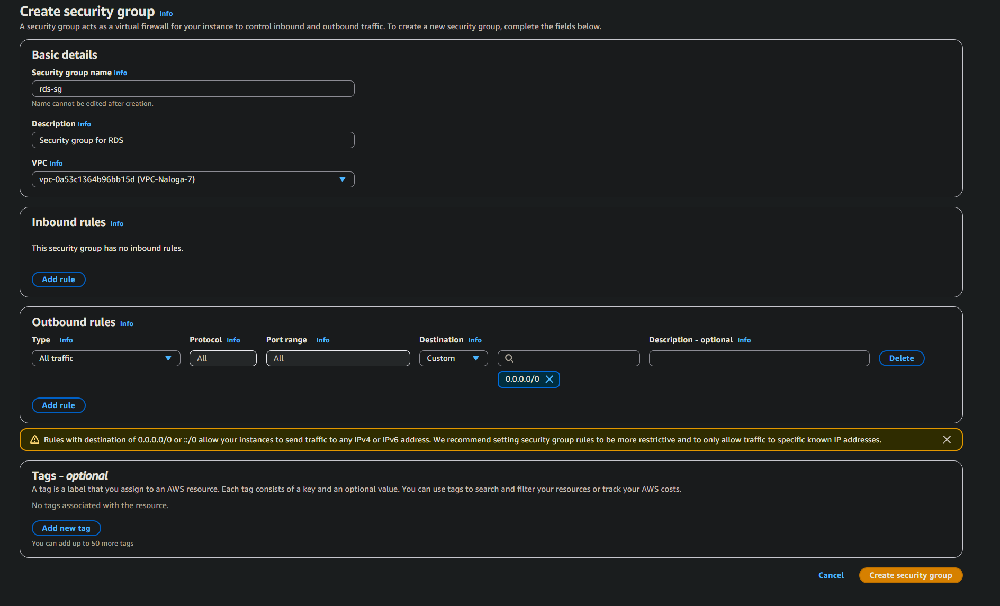 Create security group Info
A security group acts as a virtual firewall for your instance to control inbound and outbound traffic. To create a new security group, complete the fields below.
Basic details
Security group name Info
rds-sg
Name cannot be edited after creation.
Description Info
Security group for RDS
VPC Info
vpc-0a53c1364b96bb15d (VPC-Naloga-7)
Inbound rules Info
This security group has no inbound rules.
Add rule
Outbound rules Info
Type Info Protocol Info Port range Info Destination Info Description - optional Info
All traffic All All Custom Delete
0.0.0.0/0
Add rule
Rules with destination of 0.0.0.0/0 or ::/0 allow your instances to send traffic to any IPv4 or IPv6 address. We recommend setting security group rules to be more restrictive and to only allow traffic to specific known IP addresses.
Tags - optional
A tag is a label that you assign to an AWS resource. Each tag consists of a key and an optional value. You can use tags to search and filter your resources or track your AWS costs.
No tags associated with the resource.
Add new tag
You can add up to 50 more tags
Cancel Create security group